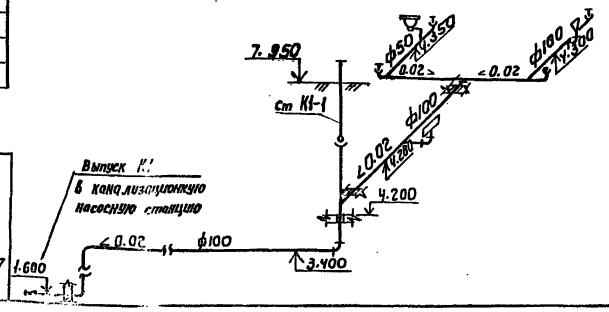 ф50
4.350
ф100
4.300
7.950
0.02
0.02
ст К1-1
ф100
0.02
4.280
4.200
Выпуск К1
в канализационную
насосную станцию
0.02 ф100
3.400
1.600